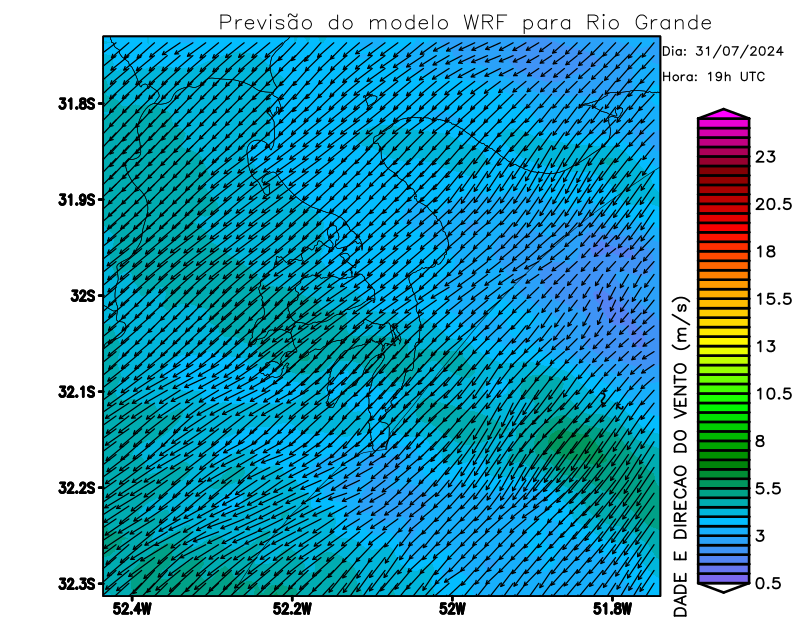 Previsão do modelo WRF para Rio Grande
Dia: 31/07/2024
Hora: 19h UTC
31.8S
31.9S
32S
32.1S
32.2S
32.3S
52.4W
52.2W
52W
51.8W
23
20.5
18
15.5
13
10.5
8
5.5
3
0.5
DADE E DIRECAO DO VENTO (m/s)